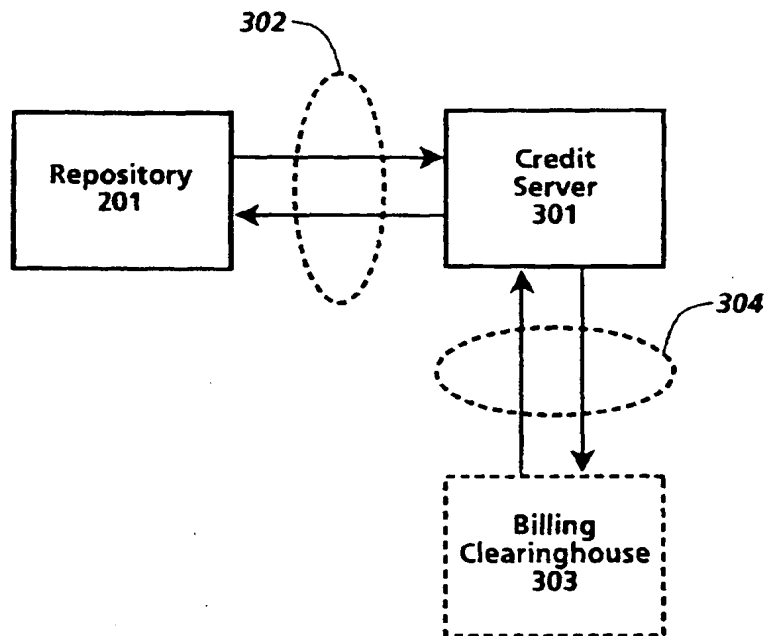 302
Repository
201
Credit
Server
301
304
Billing
Clearinghouse
303